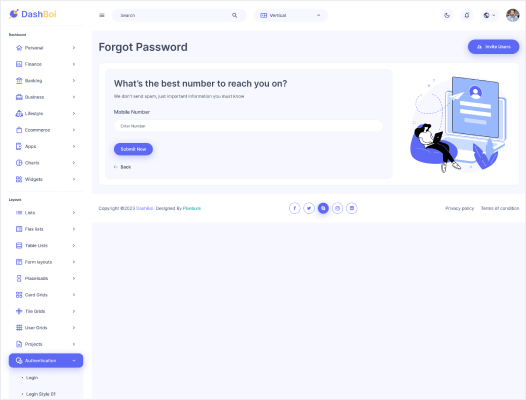 DashBoi
Search
Vertical
Dashboard
Personal
Finance
Banking
Business
Lifestyle
Ecommerce
Apps
Charts
Widgets
Layouts
Lists
Flex lists
Table Lists
Form layouts
Placeloads
Card Grids
Tile Grids
User Grids
Projects
Authentication
Login
Login Style 01
Forgot Password
Invite Users
What's the best number to reach you on?
We don't send spam, just important information you must know
Mobile Number
Enter Number
Submit Now
Back
Copyright ©2023 DashBoi. Designed By Pixelaxis
Privacy policy
Terms of condition